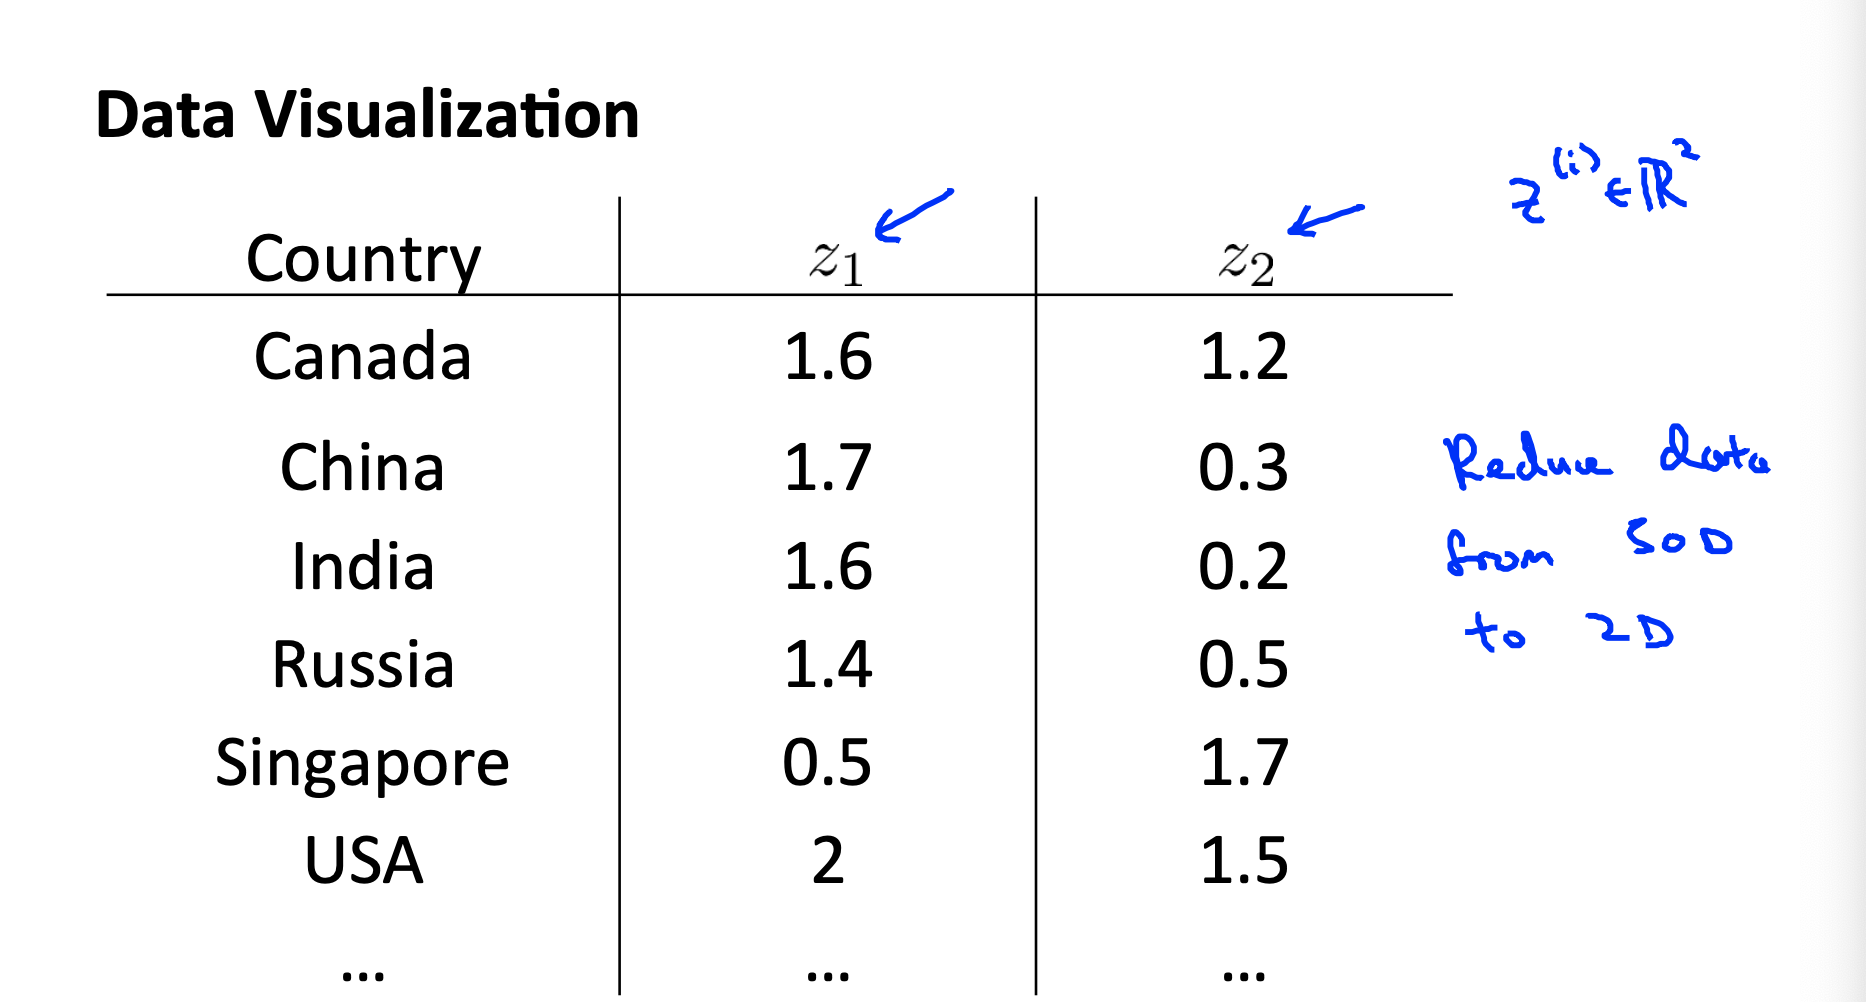 Data Visualization
z^(i) ∈ ℝ^2
Country z_1 z_2
Canada 1.6 1.2
China 1.7 0.3
India 1.6 0.2
Russia 1.4 0.5
Singapore 0.5 1.7
USA 2 1.5
... ... ...
Reduce data
from 50D
to 2D